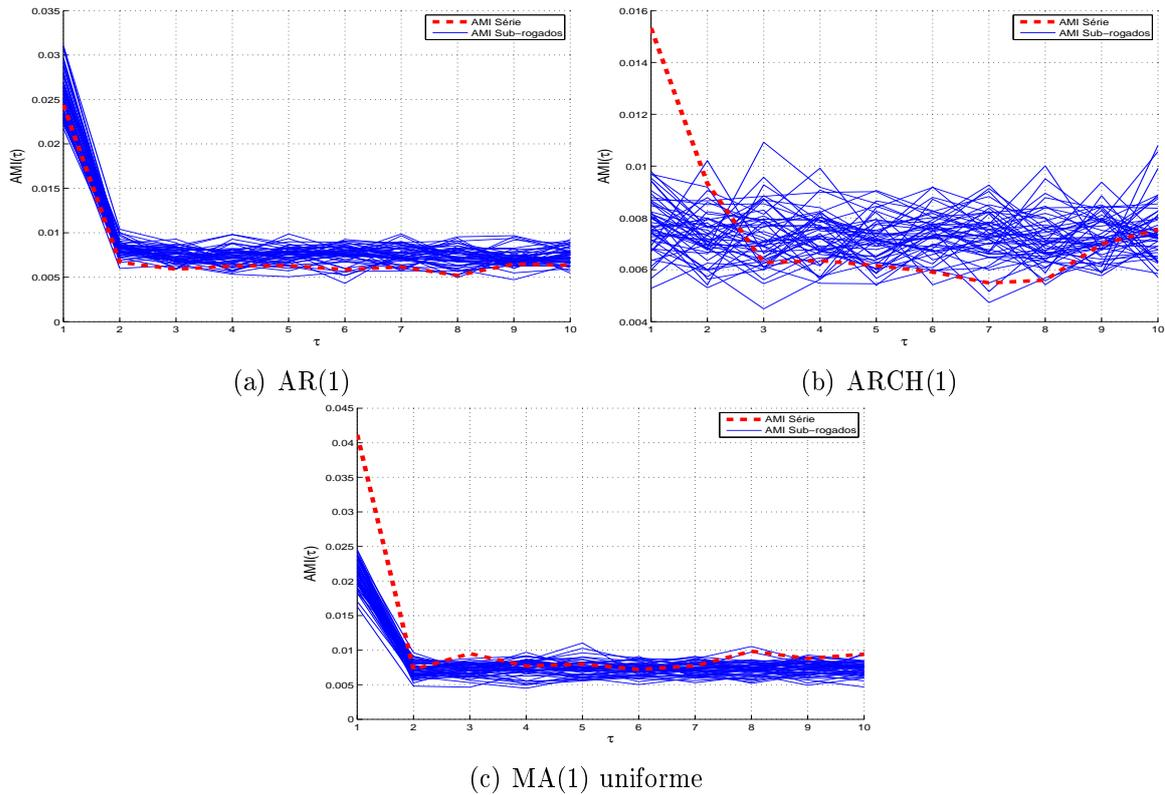 0.035
0.03
0.025
0.02
0.015
0.01
0.005
0
AMI(τ)
1 2 3 4 5 6 7 8 9 10
τ
AMI Série
AMI Sub−rogados
(a) AR(1)
0.016
0.014
0.012
0.01
0.008
0.006
0.004
AMI(τ)
1 2 3 4 5 6 7 8 9 10
τ
AMI Série
AMI Sub−rogados
(b) ARCH(1)
0.045
0.04
0.035
0.03
0.025
0.02
0.015
0.01
0.005
0
AMI(τ)
1 2 3 4 5 6 7 8 9 10
τ
AMI Série
AMI Sub−rogados
(c) MA(1) uniforme